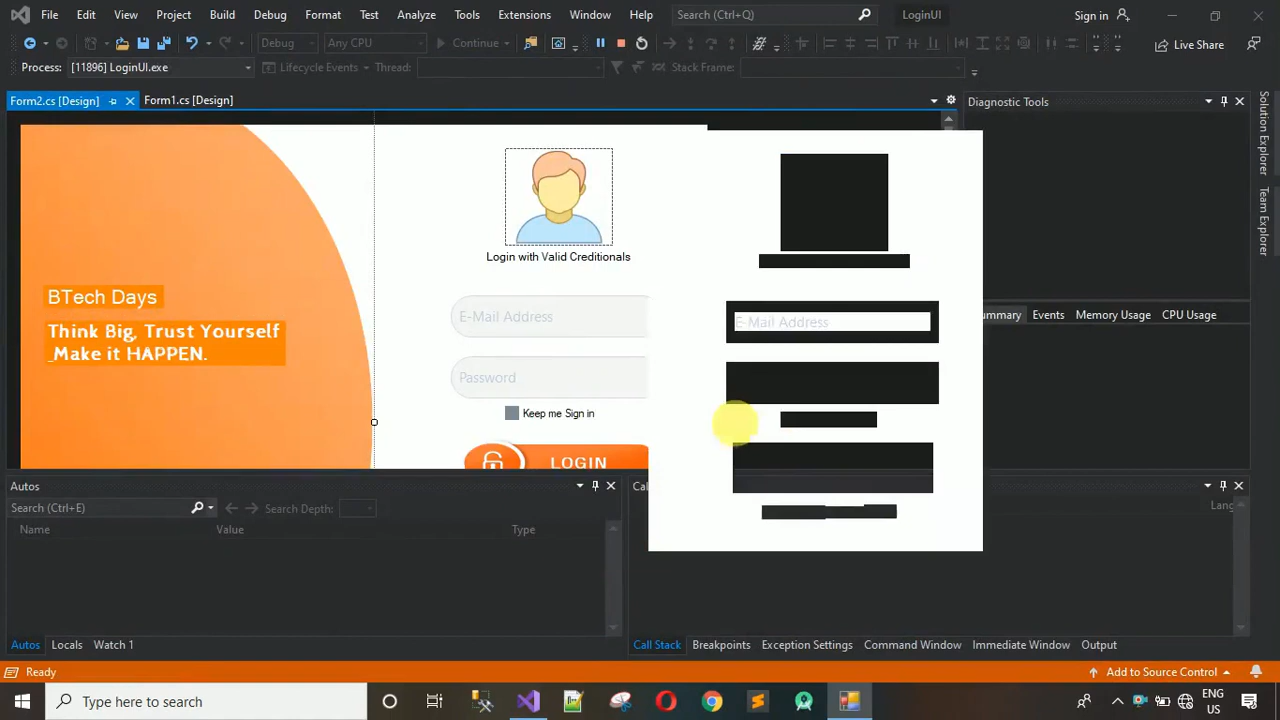 File Edit View Project Build Debug Format Test Analyze Tools Extensions Window Help Search (Ctrl+Q) LoginUI Sign in
Debug Any CPU Continue Live Share
Process: [11896] LoginUI.exe Lifecycle Events Thread: Stack Frame:
Form2.cs [Design] Form1.cs [Design] Diagnostic Tools
Solution Explorer
Team Explorer
Login with Valid Creditionals
BTech Days
Think Big, Trust Yourself
_Make it HAPPEN.
E-Mail Address
Password
Keep me Sign in
LOGIN
E-Mail Address
ummary Events Memory Usage CPU Usage
Autos
Search (Ctrl+E) Search Depth:
Name Value Type
Cal
Lang
Autos Locals Watch 1
Call Stack Breakpoints Exception Settings Command Window Immediate Window Output
Ready Add to Source Control
Type here to search
ENG
KEY